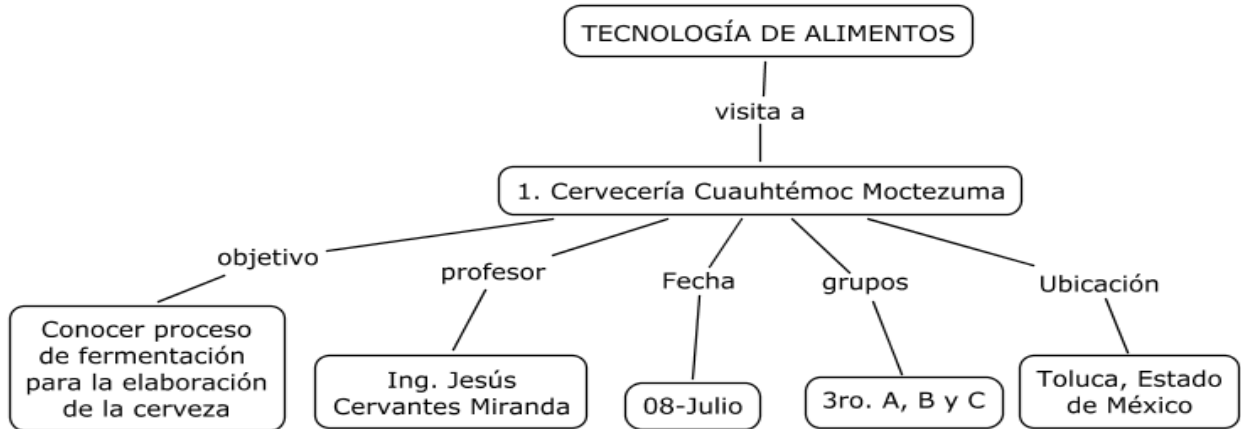 TECNOLOGÍA DE ALIMENTOS
visita a
1. Cervecería Cuauhtémoc Moctezuma
objetivo
profesor
Fecha
grupos
Ubicación
Conocer proceso
de fermentación
para la elaboración
de la cerveza
Ing. Jesús
Cervantes Miranda
08-Julio
3ro. A, B y C
Toluca, Estado
de México